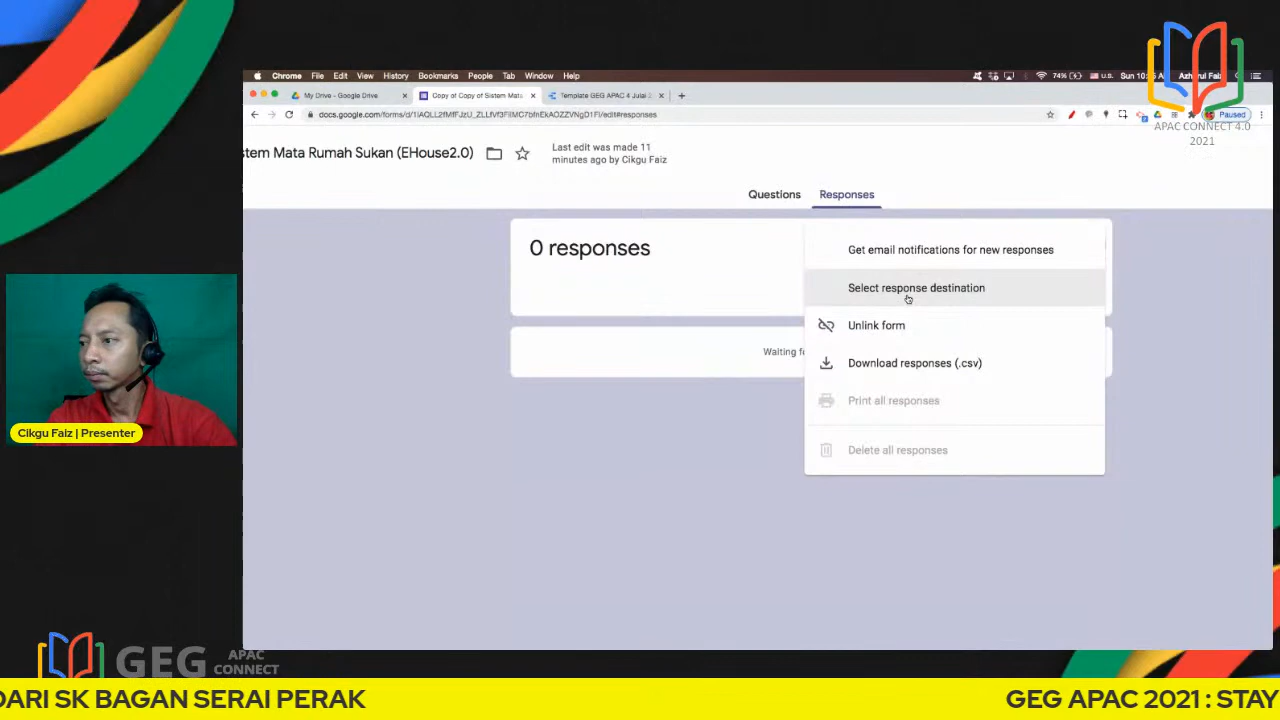 Chrome File Edit View History Bookmarks People Tab Window Help
74%
U.S.
My Drive - Google Drive
Copy of Copy of Sistem Mata
Template GEG APAC 4 Julai 2
Paused
APAC CONNECT 4.0
2021
stem Mata Rumah Sukan (EHouse2.0)
Last edit was made 11
minutes ago by Cikgu Faiz
Questions
Responses
0 responses
Get email notifications for new responses
Select response destination
Unlink form
Waiting
Download responses (.csv)
Print all responses
Delete all responses
Cikgu Faiz | Presenter
GEG
APAC
CONNECT
DARI SK BAGAN SERAI PERAK
GEG APAC 2021 : STAY